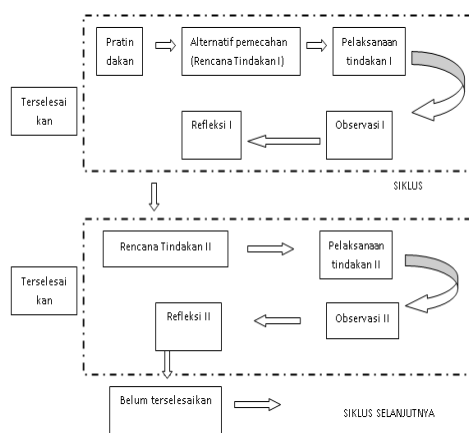 Pratin
dakan
Alternatif pemecahan
(Rencana Tindakan I)
Pelaksanaan
tindakan I
Terselesai
kan
Refleksi I
Observasi I
SIKLUS
Rencana Tindakan II
Pelaksanaan
tindakan II
Terselesai
kan
Refleksi II
Observasi II
Belum terselesaikan
SIKLUS SELANJUTNYA